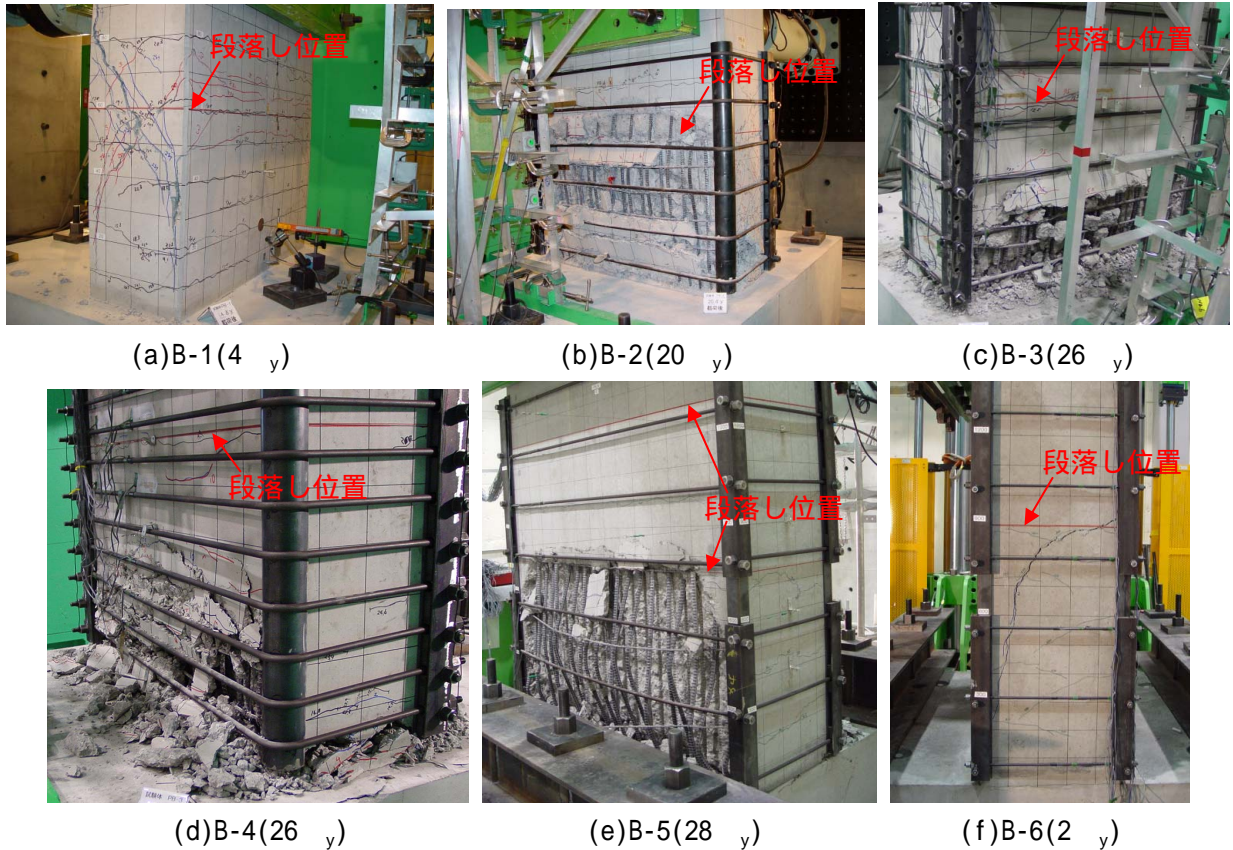 段落し位置
段落し位置
段落し位置
(a)B-1(4 y)
(b)B-2(20 y)
(c)B-3(26 y)
段落し位置
段落し位置
段落し位置
(d)B-4(26 y)
(e)B-5(28 y)
(f)B-6(2 y)